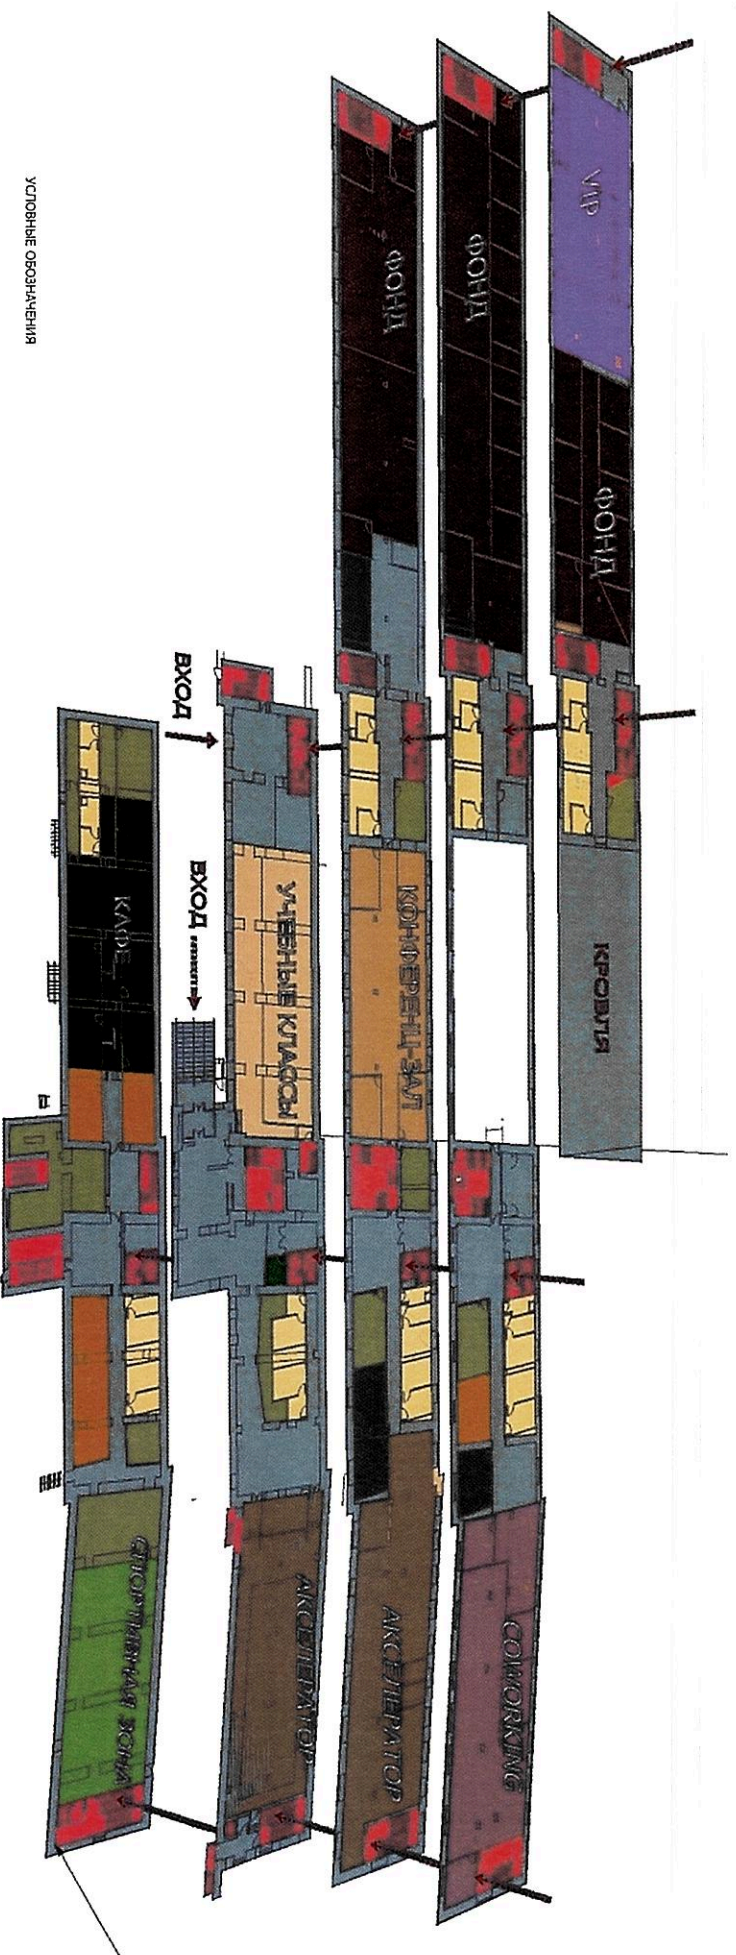 УСЛОВНЫЕ ОБОЗНАЧЕНИЯ
VIP
ФОНД
КРОВЛЯ
ФОНД
COWORKING
ФОНД
КОНФЕРЕНЦ-ЗАЛ
АКСЕЛЕРАТОР
ВХОД
ВХОД
УЧЕБНЫЕ КЛАССЫ
АКСЕЛЕРАТОР
КАФЕ
СПОРТИВНАЯ ЗОНА